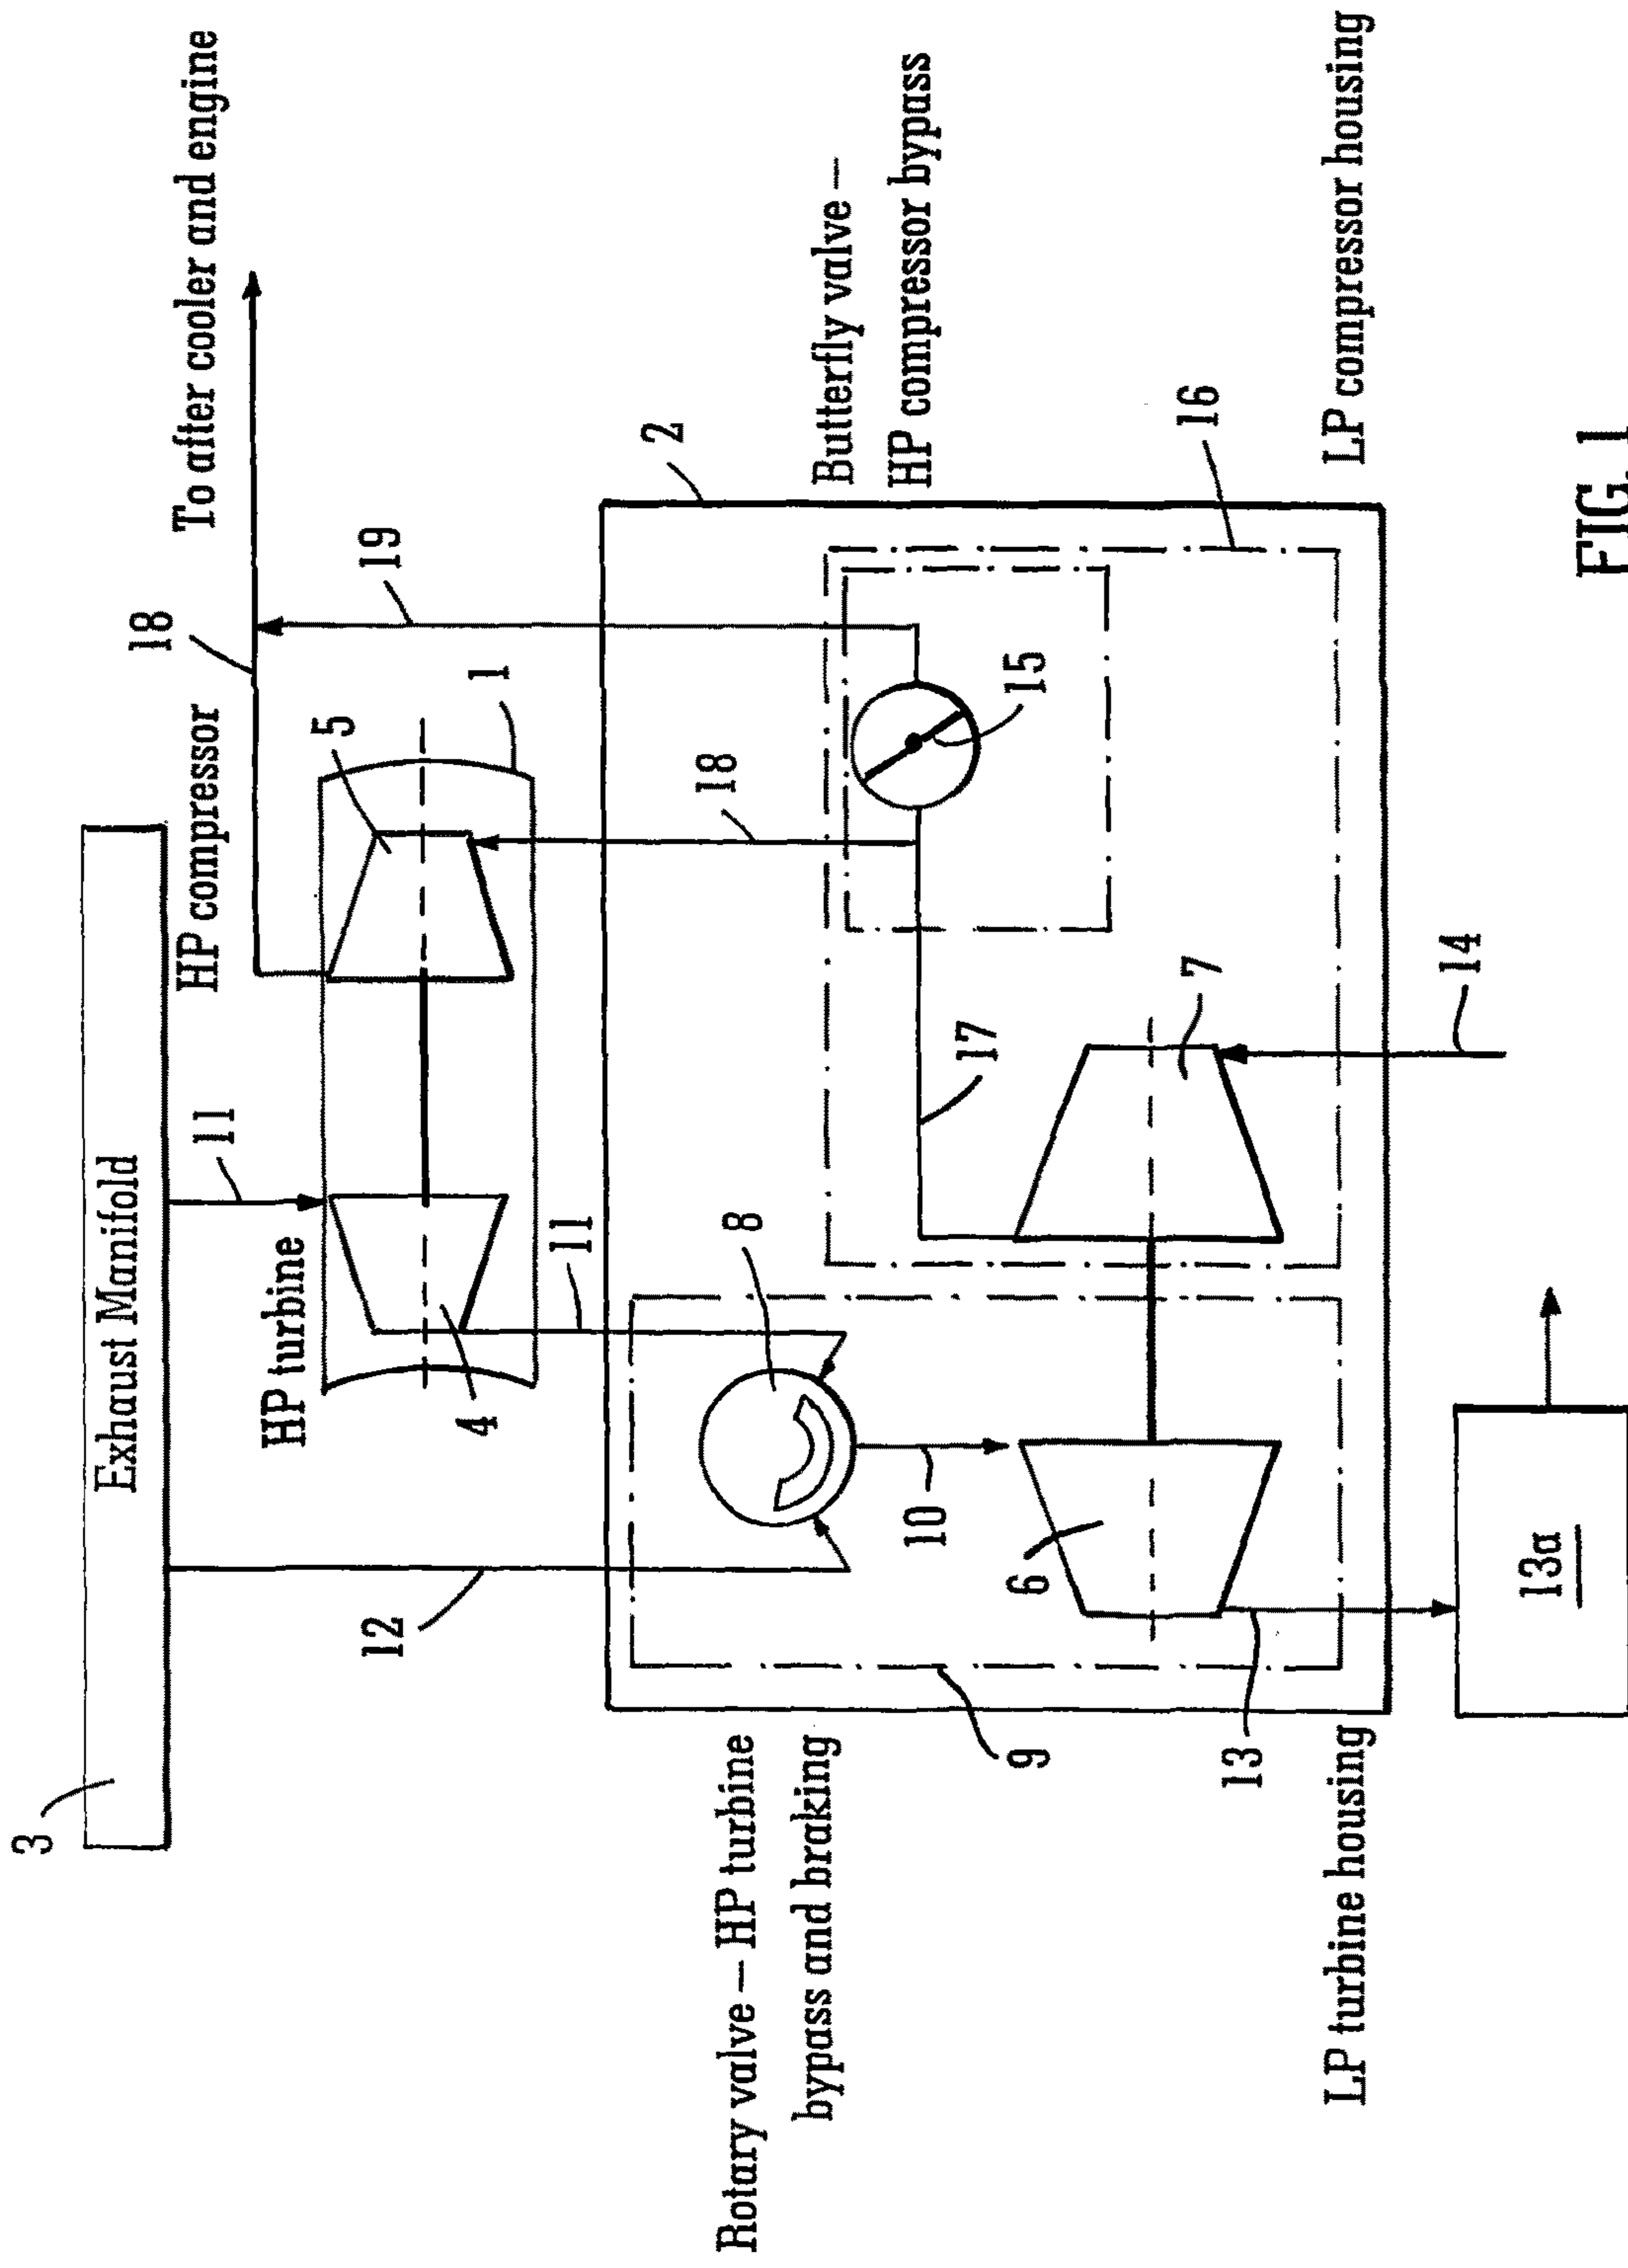 3
Exhaust Manifold
To after cooler and engine
18
HP compressor
19
11
HP turbine
5
1
4
11
12
18
2
Rotary valve – HP turbine
bypass and braking
8
Butterfly valve –
HP compressor bypass
10
17
15
6
7
9
16
13
14
LP turbine housing
LP compressor housing
13a
FIG. 1